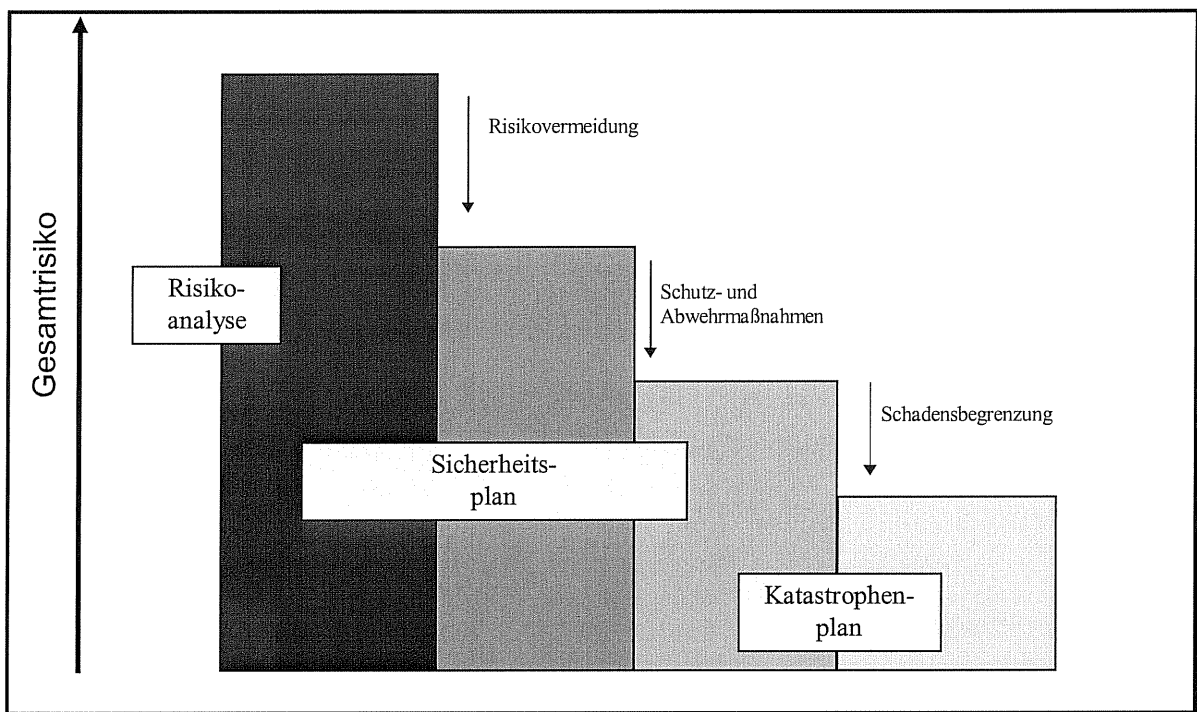 Gesamtrisiko
Risikovermeidung
Risiko-
analyse
Schutz- und
Abwehrmaßnahmen
Schadensbegrenzung
Sicherheits-
plan
Katastrophen-
plan